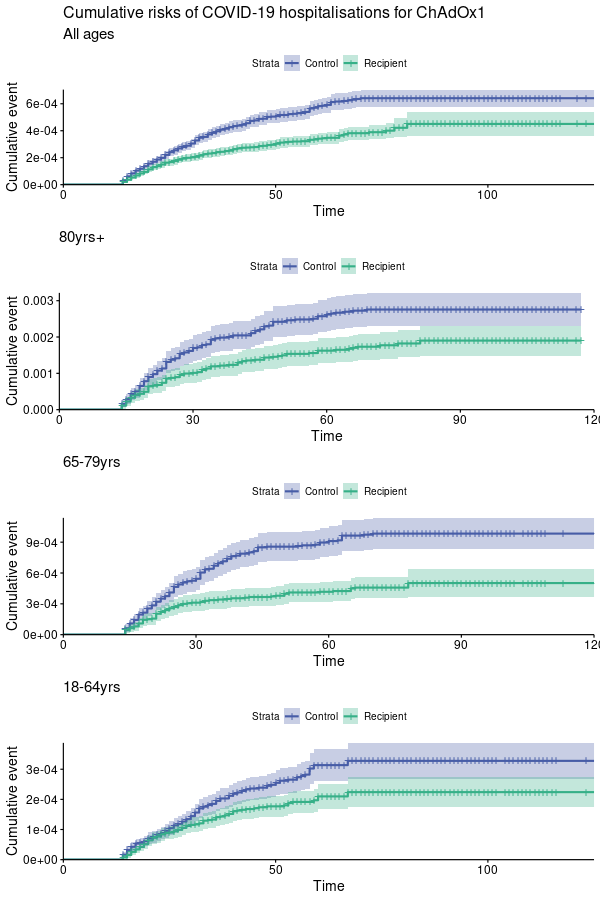 Cumulative risks of COVID-19 hospitalisations for ChAdOx1
All ages
Strata Control Recipient
Cumulative event
6e-04
4e-04
2e-04
0e+00
0 50 100
Time
80yrs+
Strata Control Recipient
Cumulative event
0.003
0.002
0.001
0.000
0 30 60 90 120
Time
65-79yrs
Strata Control Recipient
Cumulative event
9e-04
6e-04
3e-04
0e+00
0 30 60 90 120
Time
18-64yrs
Strata Control Recipient
Cumulative event
3e-04
2e-04
1e-04
0e+00
0 50 100
Time